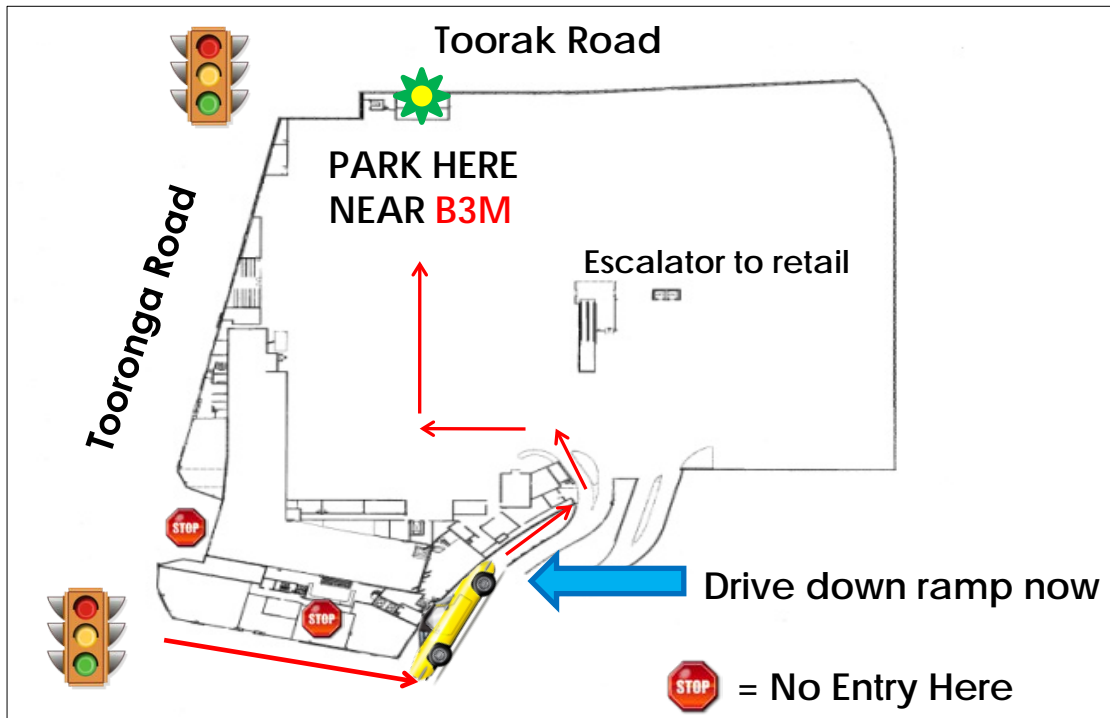 Toorak Road
PARK HERE
NEAR B3M
Tooronga Road
Escalator to retail
STOP
STOP
Drive down ramp now
STOP = No Entry Here